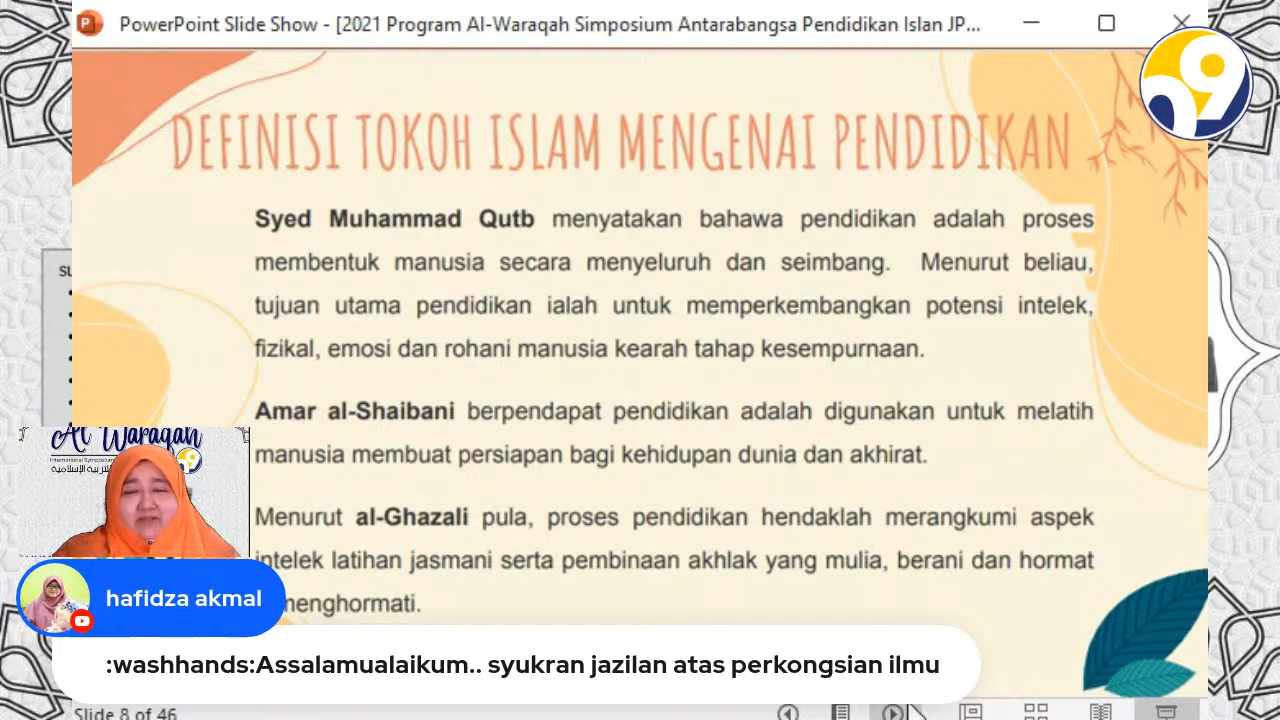 PowerPoint Slide Show - [2021 Program Al-Waraqah Simposium Antarabangsa Pendidikan Islan JP...
DEFINISI TOKOH ISLAM MENGENAI PENDIDIKAN
Syed Muhammad Qutb menyatakan bahawa pendidikan adalah proses
membentuk manusia secara menyeluruh dan seimbang. Menurut beliau,
tujuan utama pendidikan ialah untuk memperkembangkan potensi intelek,
fizikal, emosi dan rohani manusia kearah tahap kesempurnaan.
Amar al-Shaibani berpendapat pendidikan adalah digunakan untuk melatih
manusia membuat persiapan bagi kehidupan dunia dan akhirat.
Menurut al-Ghazali pula, proses pendidikan hendaklah merangkumi aspek
intelek latihan jasmani serta pembinaan akhlak yang mulia, berani dan hormat
menghormati.
Al Waraqah
hafidza akmal
:washhands:Assalamualaikum.. syukran jazilan atas perkongsian ilmu
Slide 8 of 46